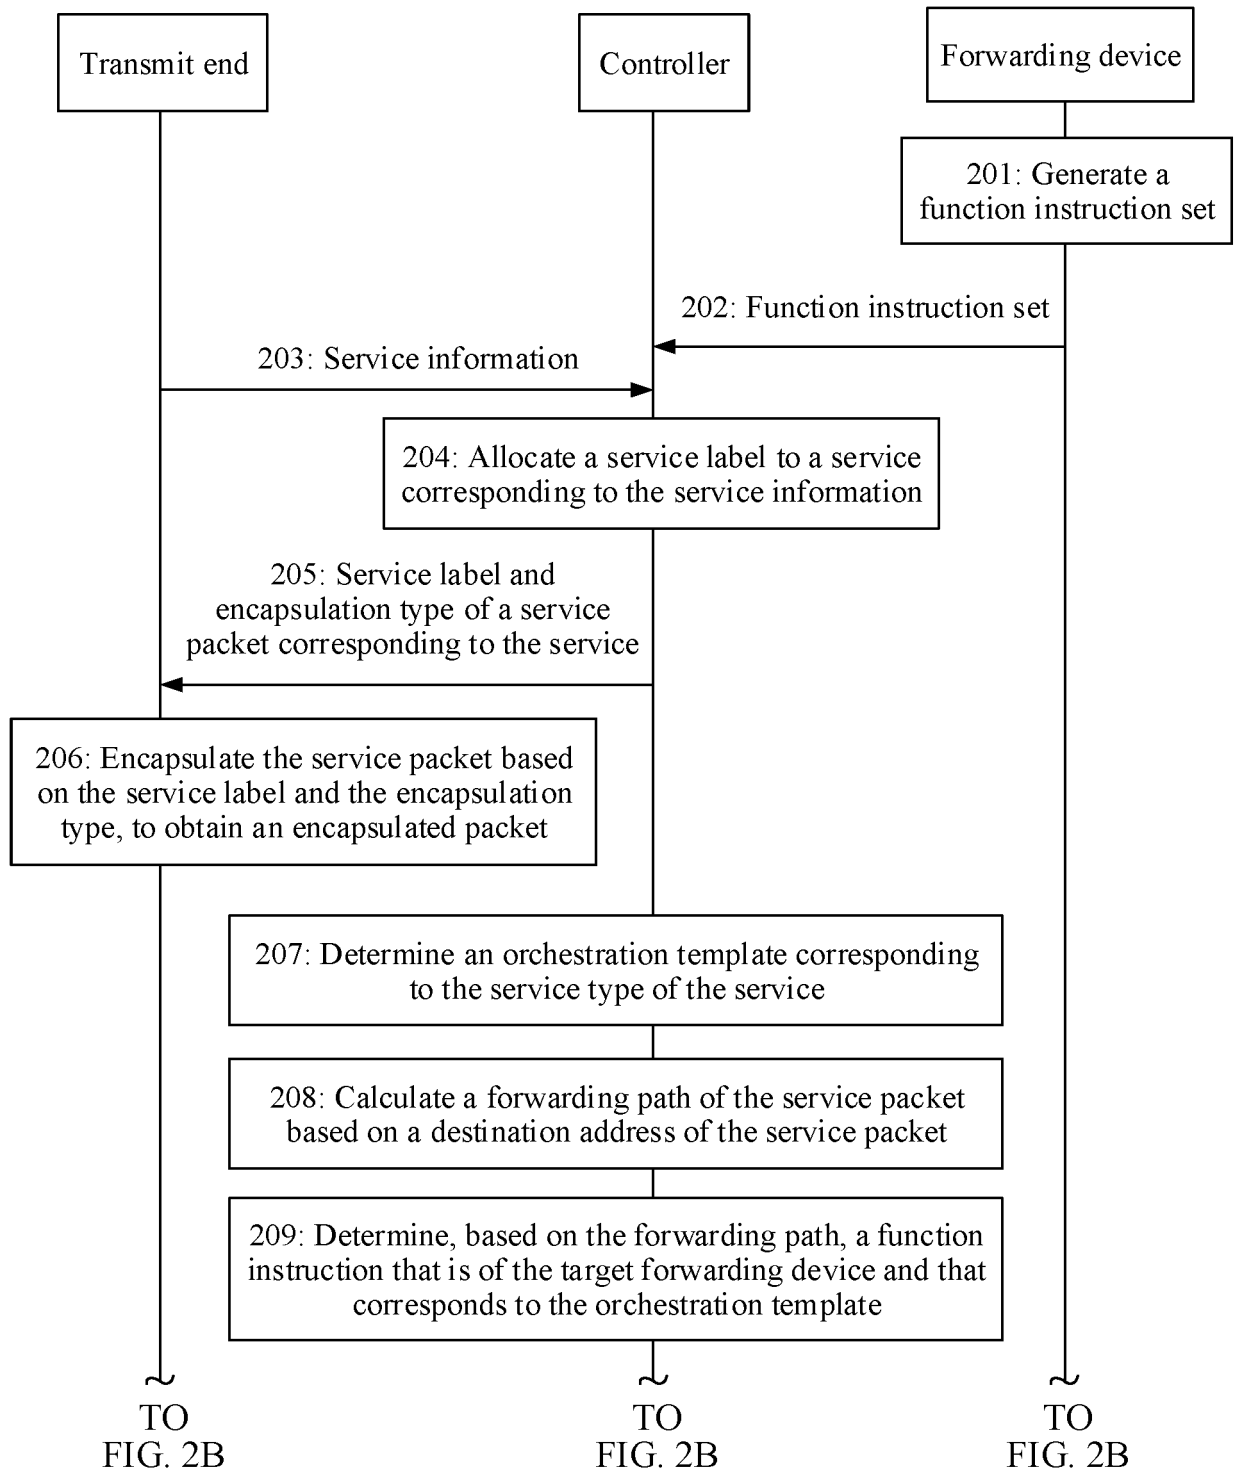 Transmit end
Controller
Forwarding device
201: Generate a
function instruction set
202: Function instruction set
203: Service information
204: Allocate a service label to a service
corresponding to the service information
205: Service label and
encapsulation type of a service
packet corresponding to the service
206: Encapsulate the service packet based
on the service label and the encapsulation
type, to obtain an encapsulated packet
207: Determine an orchestration template corresponding
to the service type of the service
208: Calculate a forwarding path of the service packet
based on a destination address of the service packet
209: Determine, based on the forwarding path, a function
instruction that is of the target forwarding device and that
corresponds to the orchestration template
TO
FIG. 2B
TO
FIG. 2B
TO
FIG. 2B